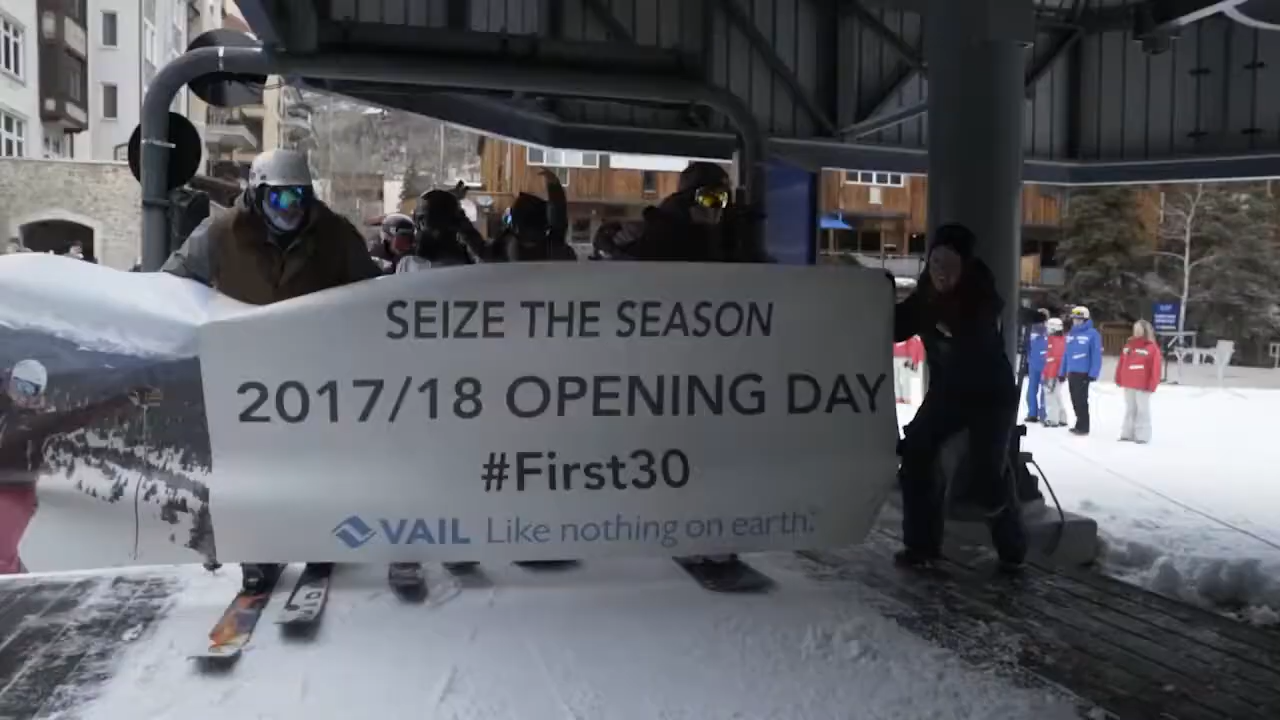 SEIZE THE SEASON
2017/18 OPENING DAY
#First30
VAIL Like nothing on earth.